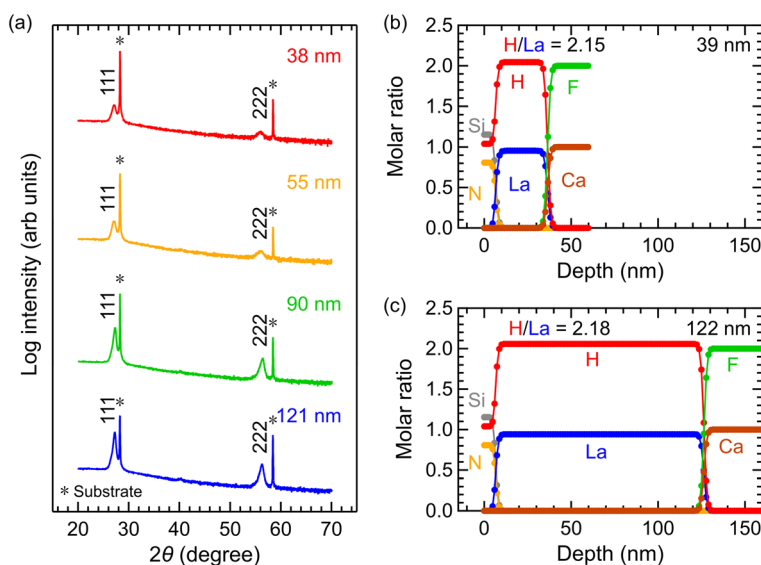 (a)
111
*
38 nm
222
*
111
*
55 nm
222
*
111
*
90 nm
222
*
111
*
121 nm
222
*
* Substrate
Log intensity (arb units)
20 30 40 50 60 70
2θ (degree)
(b)
H/La = 2.15 39 nm
2.5
2.0
1.5
1.0
0.5
0.0
Molar ratio
H
F
Si
N
La
Ca
0 50 100 150
Depth (nm)
(c)
H/La = 2.18 122 nm
2.5
2.0
1.5
1.0
0.5
0.0
Molar ratio
H
F
Si
N
La
Ca
0 50 100 150
Depth (nm)